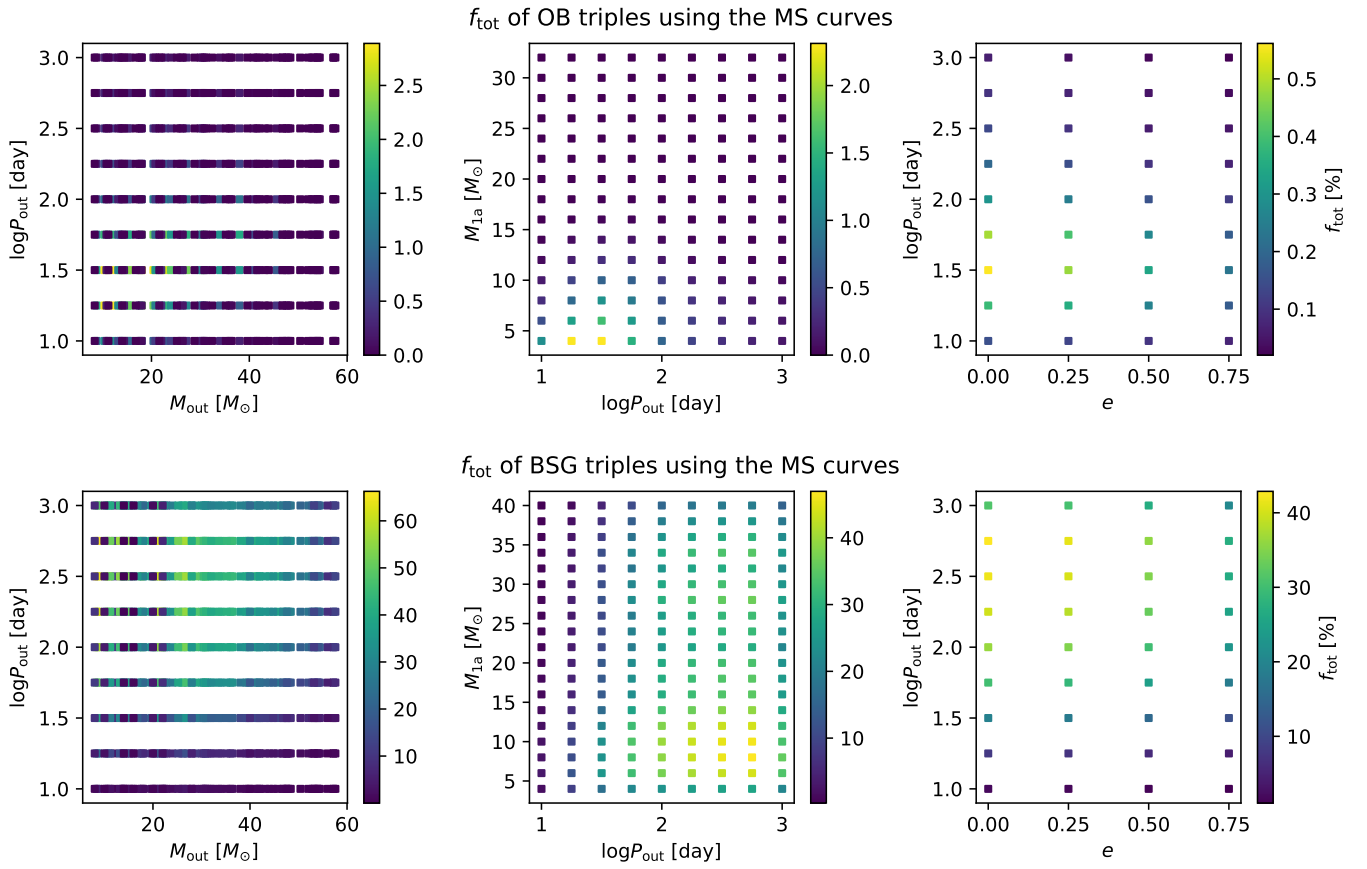 f_tot of OB triples using the MS curves
3.0
2.5
2.0
1.5
1.0
logP_out [day]
20 40 60
M_out [M_⊙]
2.5
2.0
1.5
1.0
0.5
0.0
30
25
20
15
10
5
M_1a [M_⊙]
1 2 3
logP_out [day]
2.0
1.5
1.0
0.5
0.0
3.0
2.5
2.0
1.5
1.0
logP_out [day]
0.00 0.25 0.50 0.75
e
0.5
0.4
0.3
0.2
0.1
f_tot [%]
f_tot of BSG triples using the MS curves
3.0
2.5
2.0
1.5
1.0
logP_out [day]
20 40 60
M_out [M_⊙]
60
50
40
30
20
10
40
35
30
25
20
15
10
5
M_1a [M_⊙]
1 2 3
logP_out [day]
40
30
20
10
3.0
2.5
2.0
1.5
1.0
logP_out [day]
0.00 0.25 0.50 0.75
e
40
30
20
10
f_tot [%]